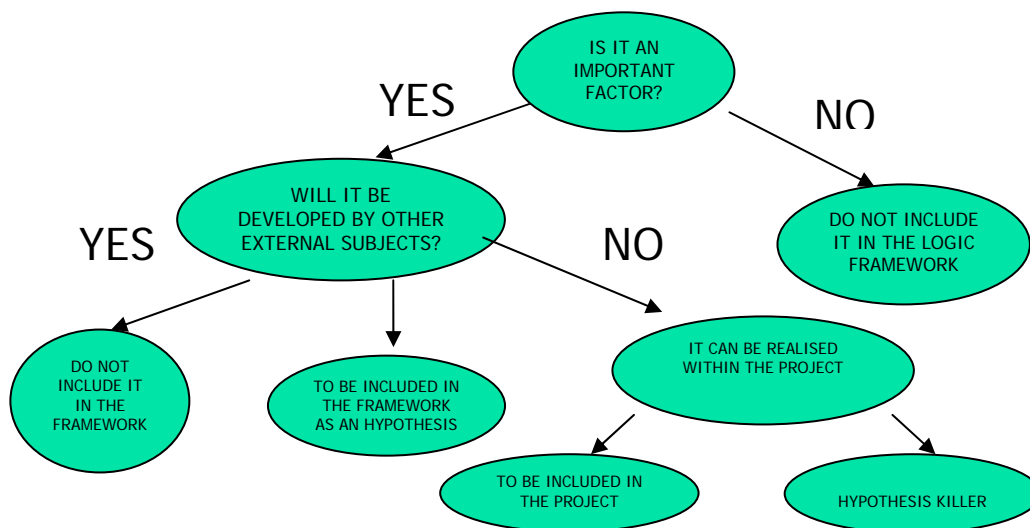 IS IT AN
IMPORTANT
FACTOR?
YES
NO
WILL IT BE
DEVELOPED BY OTHER
EXTERNAL SUBJECTS?
DO NOT INCLUDE
IT IN THE LOGIC
FRAMEWORK
YES
NO
DO NOT
INCLUDE IT
IN THE
FRAMEWORK
TO BE INCLUDED IN
THE FRAMEWORK
AS AN HYPOTHESIS
IT CAN BE REALISED
WITHIN THE PROJECT
TO BE INCLUDED IN
THE PROJECT
HYPOTHESIS KILLER